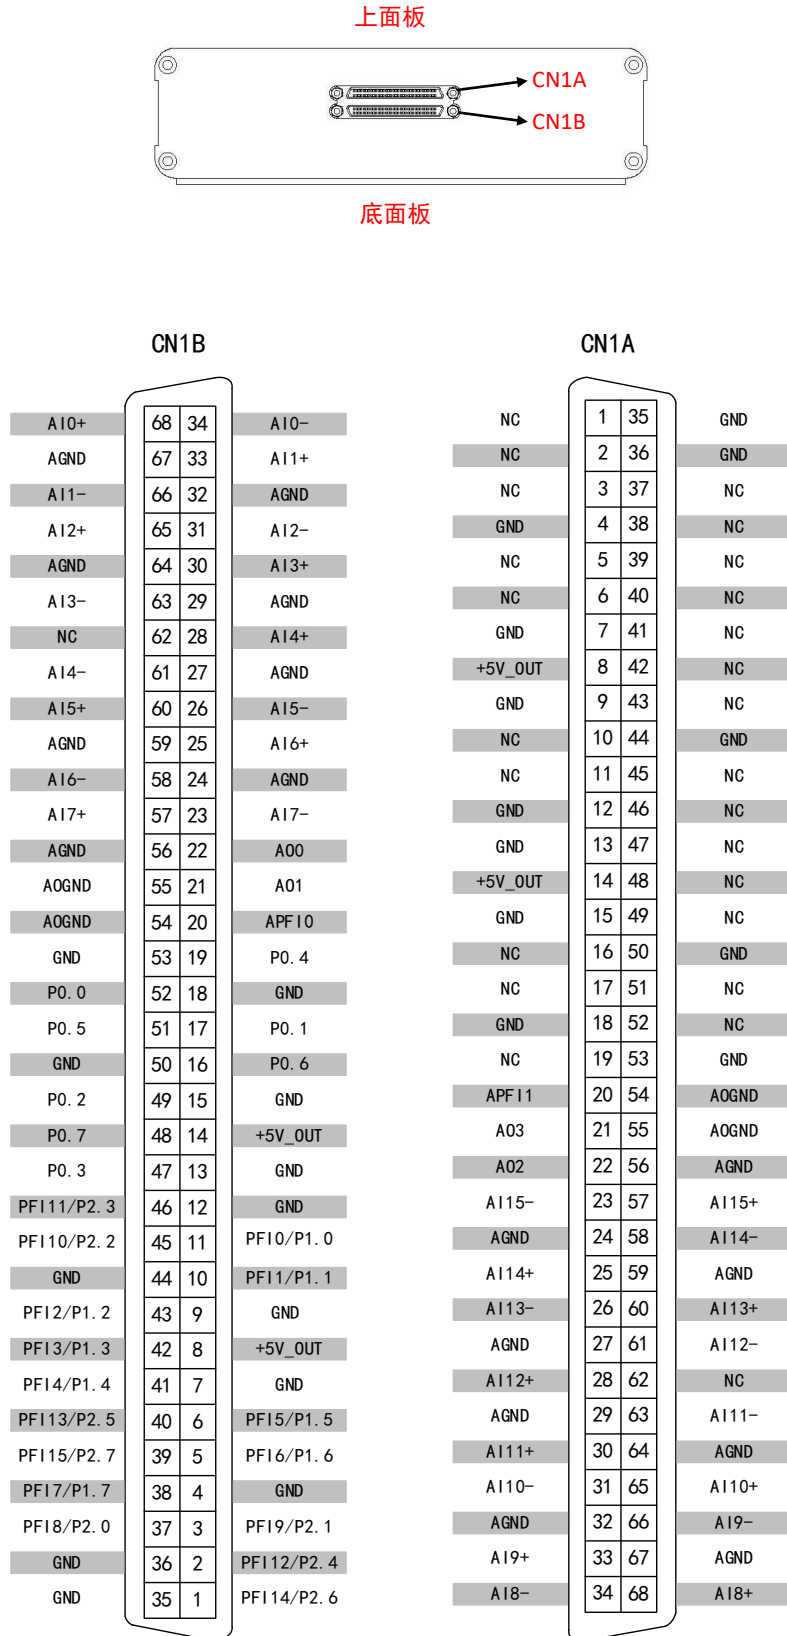 上面板
CN1A
CN1B
底面板
CN1B
AI0+ 68 34 AI0-
AGND 67 33 AI1+
AI1- 66 32 AGND
AI2+ 65 31 AI2-
AGND 64 30 AI3+
AI3- 63 29 AGND
NC 62 28 AI4+
AI4- 61 27 AGND
AI5+ 60 26 AI5-
AGND 59 25 AI6+
AI6- 58 24 AGND
AI7+ 57 23 AI7-
AGND 56 22 AO0
AOGND 55 21 AO1
AOGND 54 20 APFI0
GND 53 19 P0.4
P0.0 52 18 GND
P0.5 51 17 P0.1
GND 50 16 P0.6
P0.2 49 15 GND
P0.7 48 14 +5V_OUT
P0.3 47 13 GND
PFI11/P2.3 46 12 GND
PFI10/P2.2 45 11 PFI0/P1.0
GND 44 10 PFI1/P1.1
PFI2/P1.2 43 9 GND
PFI3/P1.3 42 8 +5V_OUT
PFI4/P1.4 41 7 GND
PFI13/P2.5 40 6 PFI5/P1.5
PFI15/P2.7 39 5 PFI6/P1.6
PFI7/P1.7 38 4 GND
PFI8/P2.0 37 3 PFI9/P2.1
GND 36 2 PFI12/P2.4
GND 35 1 PFI14/P2.6
CN1A
NC 1 35 GND
NC 2 36 GND
NC 3 37 NC
GND 4 38 NC
NC 5 39 NC
NC 6 40 NC
GND 7 41 NC
+5V_OUT 8 42 NC
GND 9 43 NC
NC 10 44 GND
NC 11 45 NC
GND 12 46 NC
GND 13 47 NC
+5V_OUT 14 48 NC
GND 15 49 NC
NC 16 50 GND
NC 17 51 NC
GND 18 52 NC
NC 19 53 GND
APFI1 20 54 AOGND
AO3 21 55 AOGND
AO2 22 56 AGND
AI15- 23 57 AI15+
AGND 24 58 AI14-
AI14+ 25 59 AGND
AI13- 26 60 AI13+
AGND 27 61 AI12-
AI12+ 28 62 NC
AGND 29 63 AI11-
AI11+ 30 64 AGND
AI10- 31 65 AI10+
AGND 32 66 AI9-
AI9+ 33 67 AGND
AI8- 34 68 AI8+